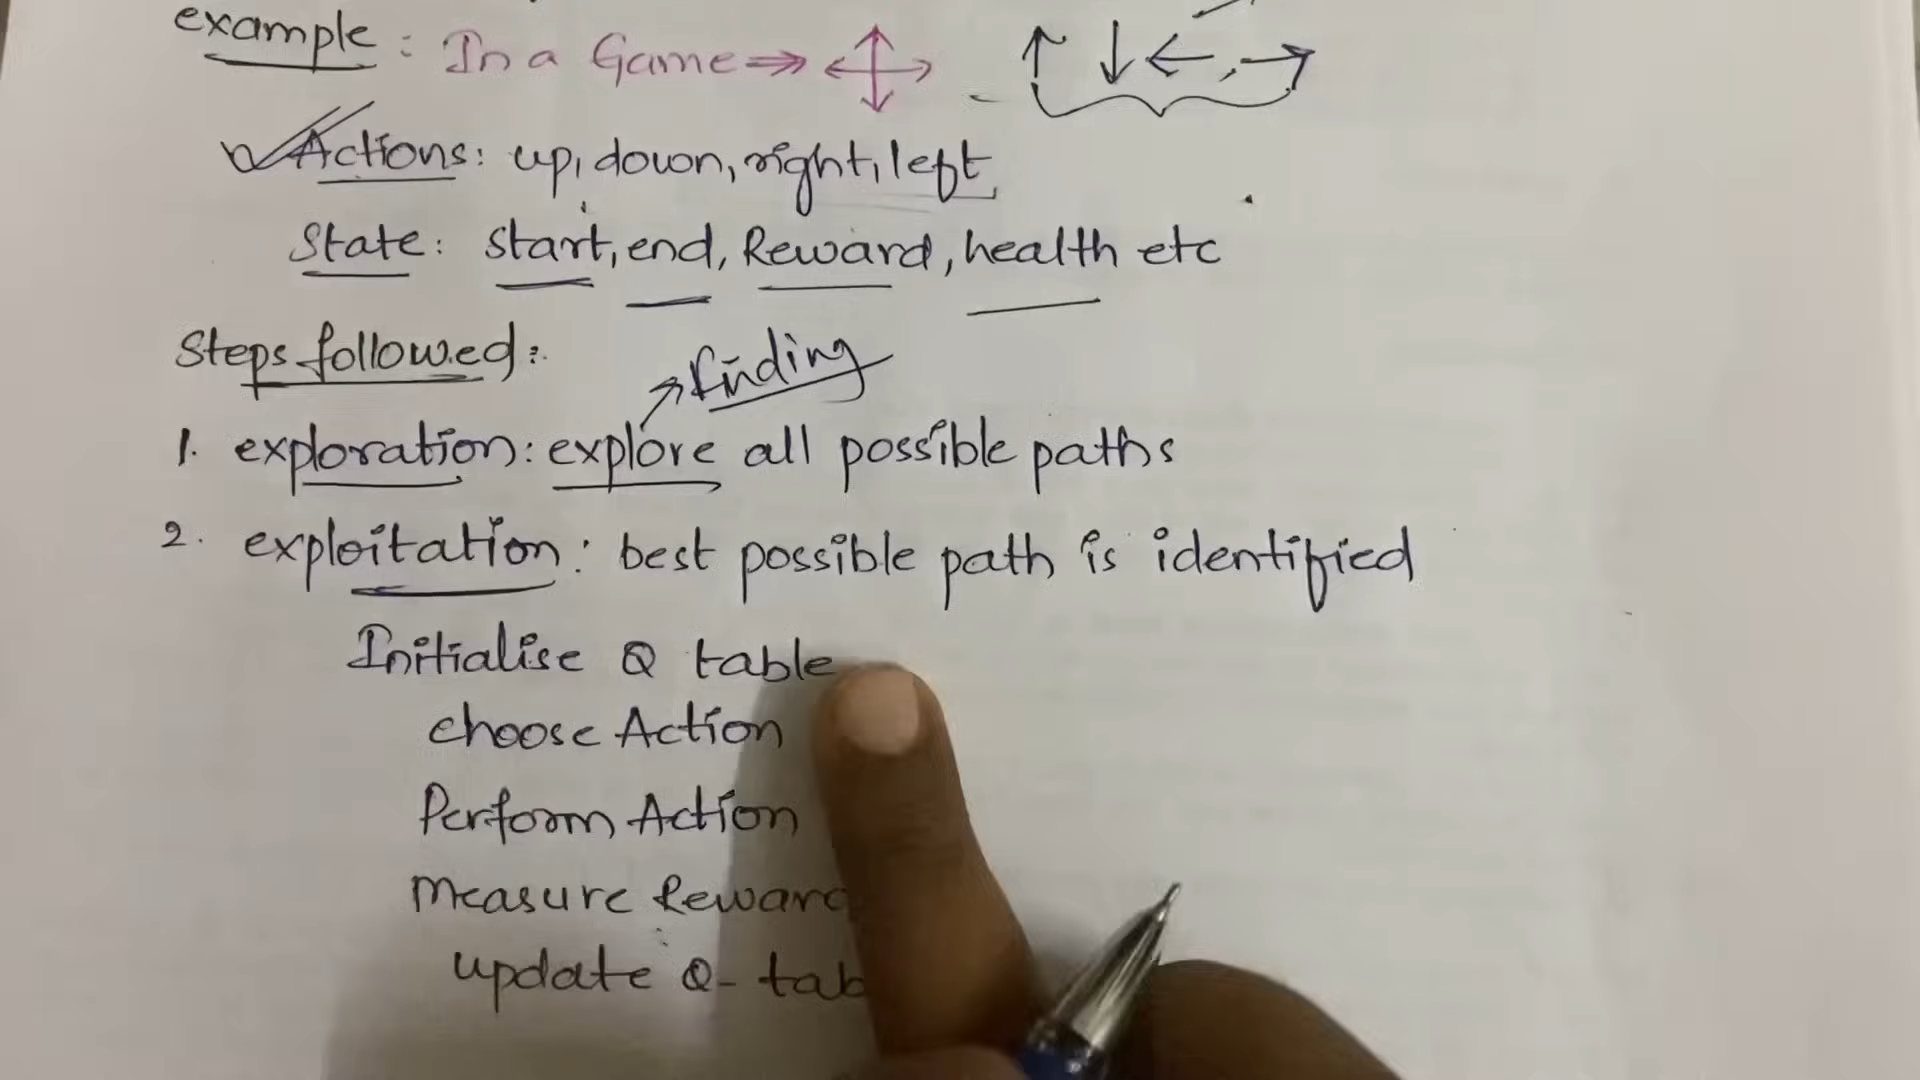 example : In a Game ⇒
Actions: up, down, right, left
State: start, end, Reward, health etc
Steps followed:
finding
1. exploration: explore all possible paths
2. exploitation: best possible path is identified
Initialise Q table
choose Action
Perform Action
Measure Reward
update Q- tab